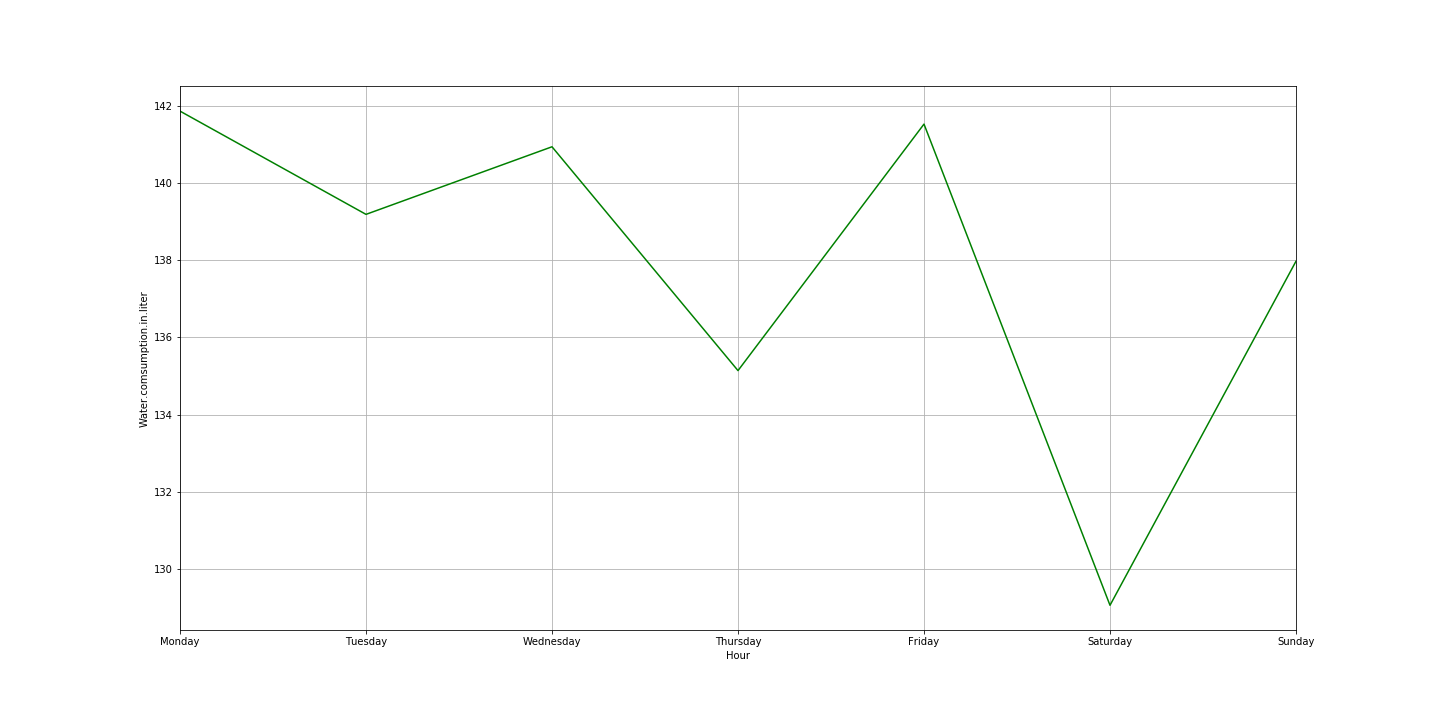 142
140
138
136
134
132
130
Water.comsumption.in.liter
Monday Tuesday Wednesday Thursday Friday Saturday Sunday
Hour